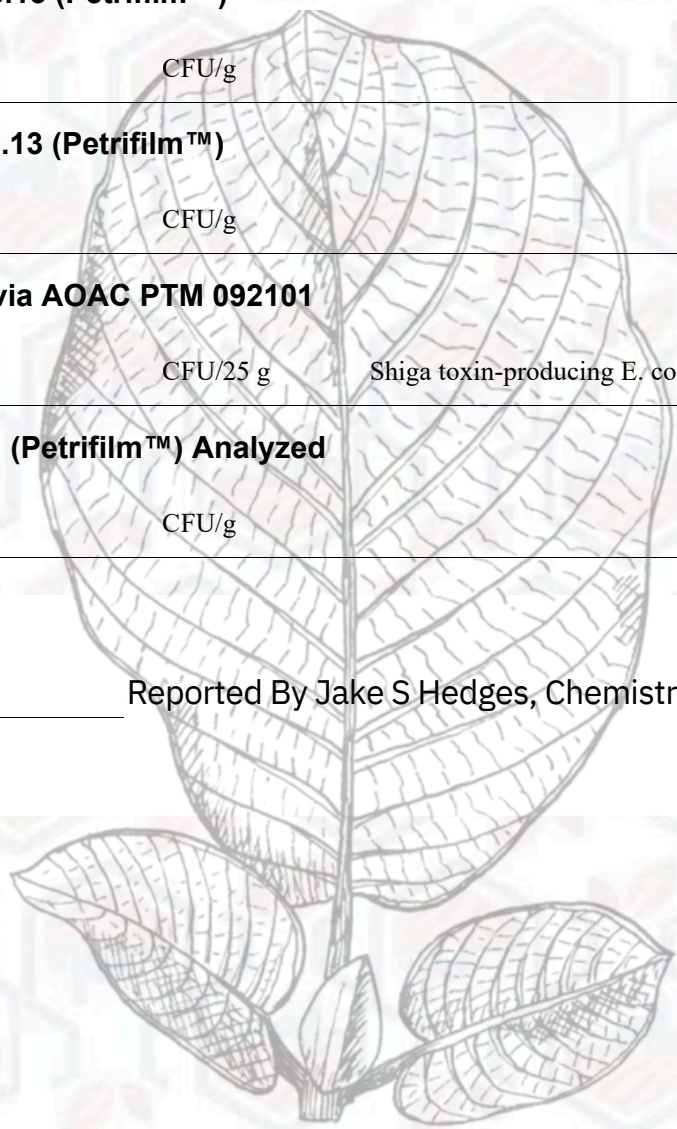 (Petrifilm™)
CFU/g
.13 (Petrifilm™)
CFU/g
via AOAC PTM 092101
CFU/25 g Shiga toxin-producing E. co
(Petrifilm™) Analyzed
CFU/g
Reported By Jake S Hedges, Chemistr